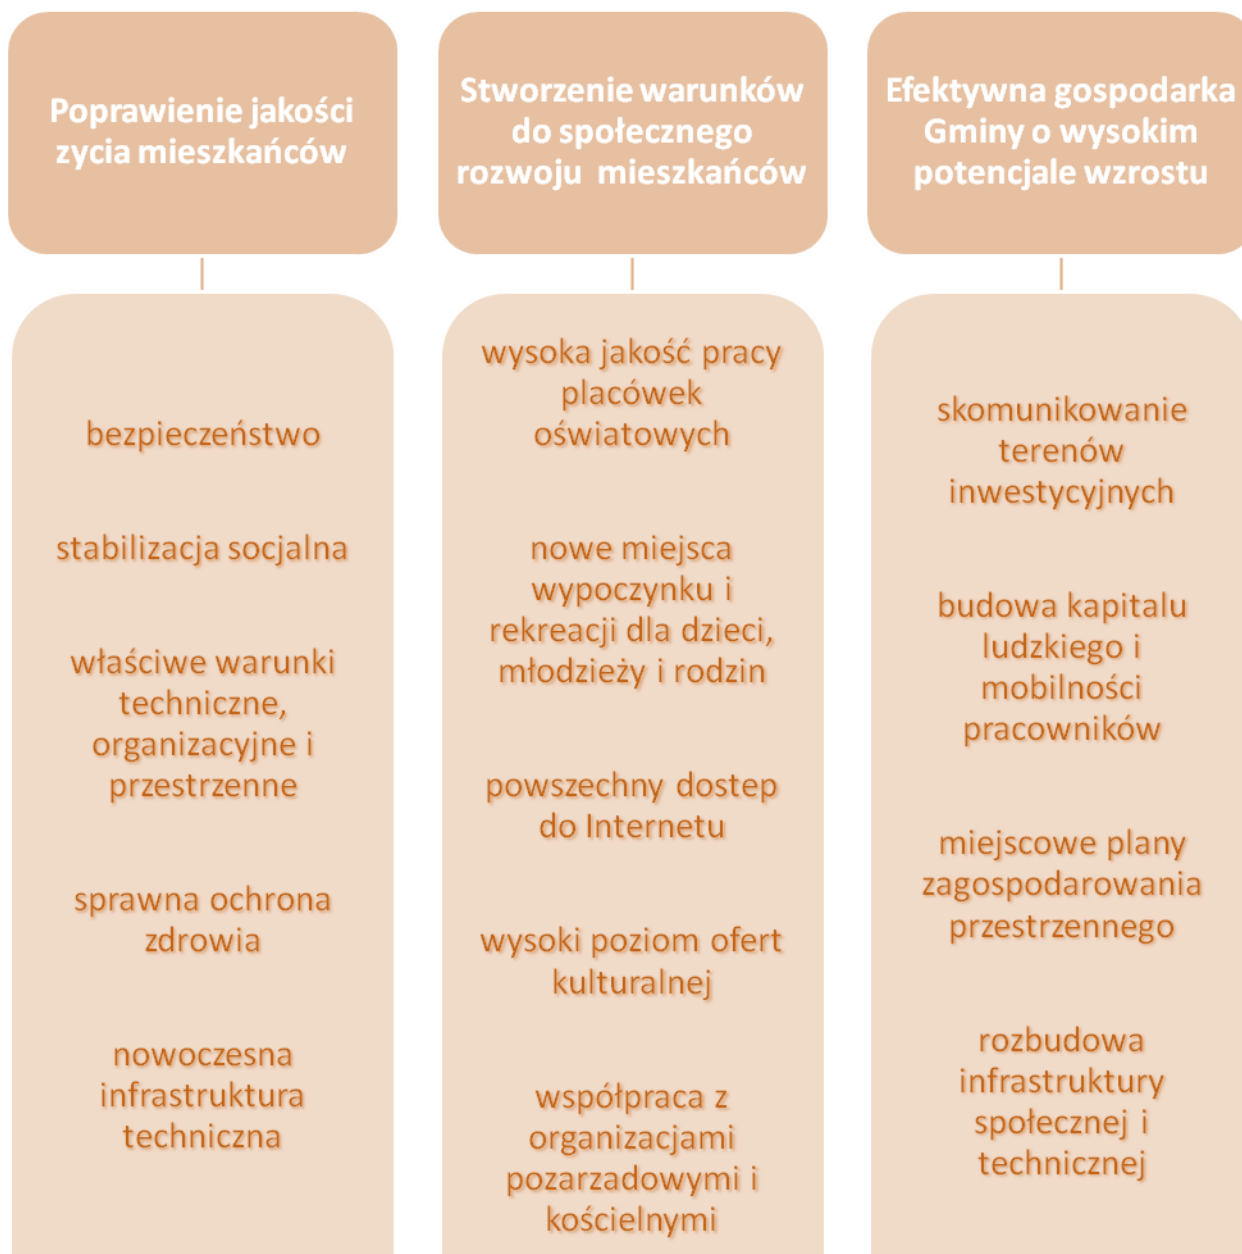 Poprawienie jakości
zycia mieszkańców
bezpieczeństwo
stabilizacja socjalna
właściwe warunki
techniczne,
organizacyjne i
przestrzenne
sprawna ochrona
zdrowia
nowoczesna
infrastruktura
techniczna
Stworzenie warunków
do społecznego
rozwoju mieszkańców
wysoka jakość pracy
placówek
oświatowych
nowe miejsca
wypoczynku i
rekreacji dla dzieci,
młodzieży i rodzin
powszechny dostep
do Internetu
wysoki poziom ofert
kulturalnej
współpraca z
organizacjami
pozarzadowymi i
kościelnymi
Efektywna gospodarka
Gminy o wysokim
potencjale wzrostu
skomunikowanie
terenów
inwestycyjnych
budowa kapitalu
ludzkiego i
mobilności
pracowników
miejscowe plany
zagospodarowania
przestrzennego
rozbudowa
infrastruktury
społecznej i
technicznej